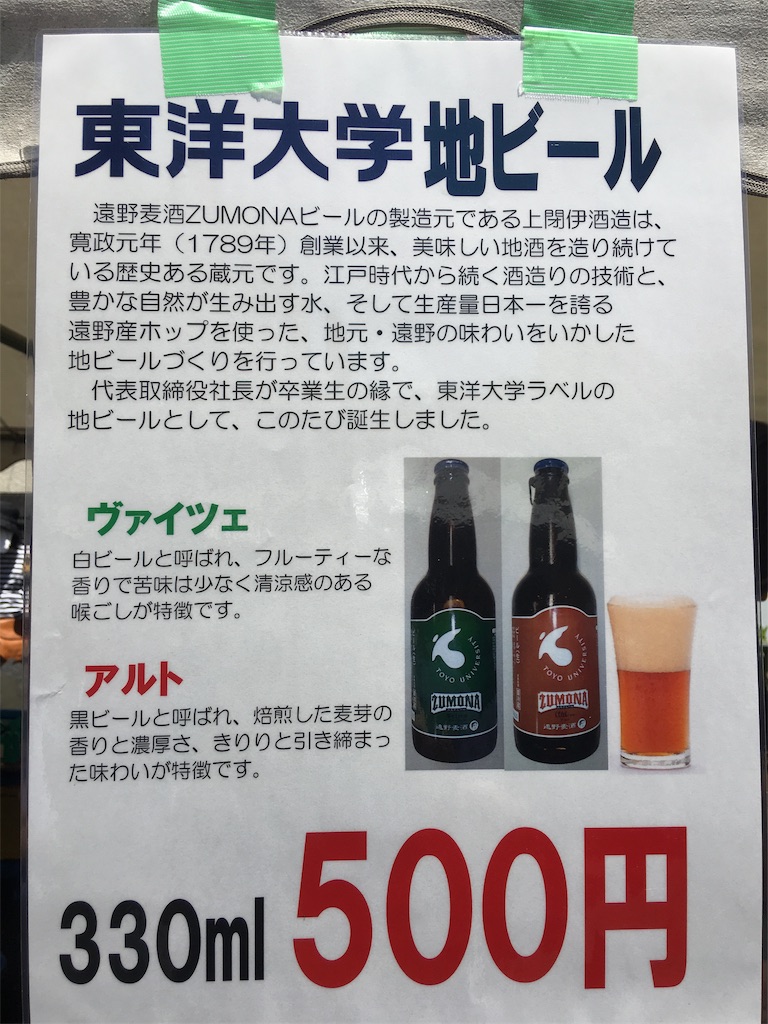 東洋大学地ビール
遠野麦酒ZUMONAビールの製造元である上閉伊酒造は、
寛政元年（1789年）創業以来、美味しい地酒を造り続けて
いる歴史ある蔵元です。江戸時代から続く酒造りの技術と、
豊かな自然が生み出す水、そして生産量日本一を誇る
遠野産ホップを使った、地元・遠野の味わいをいかした
地ビールづくりを行っています。
代表取締役社長が卒業生の縁で、東洋大学ラベルの
地ビールとして、このたび誕生しました。
ヴァイツェ
白ビールと呼ばれ、フルーティーな
香りで苦味は少なく清涼感のある
喉ごしが特徴です。
アルト
黒ビールと呼ばれ、焙煎した麦芽の
香りと濃厚さ、きりりと引き締まっ
た味わいが特徴です。
TOYO UNIVERSITY
ZUMONA
遠野麦酒
TOYO UNIVERSITY
ZUMONA
遠野麦酒
330ml 500円